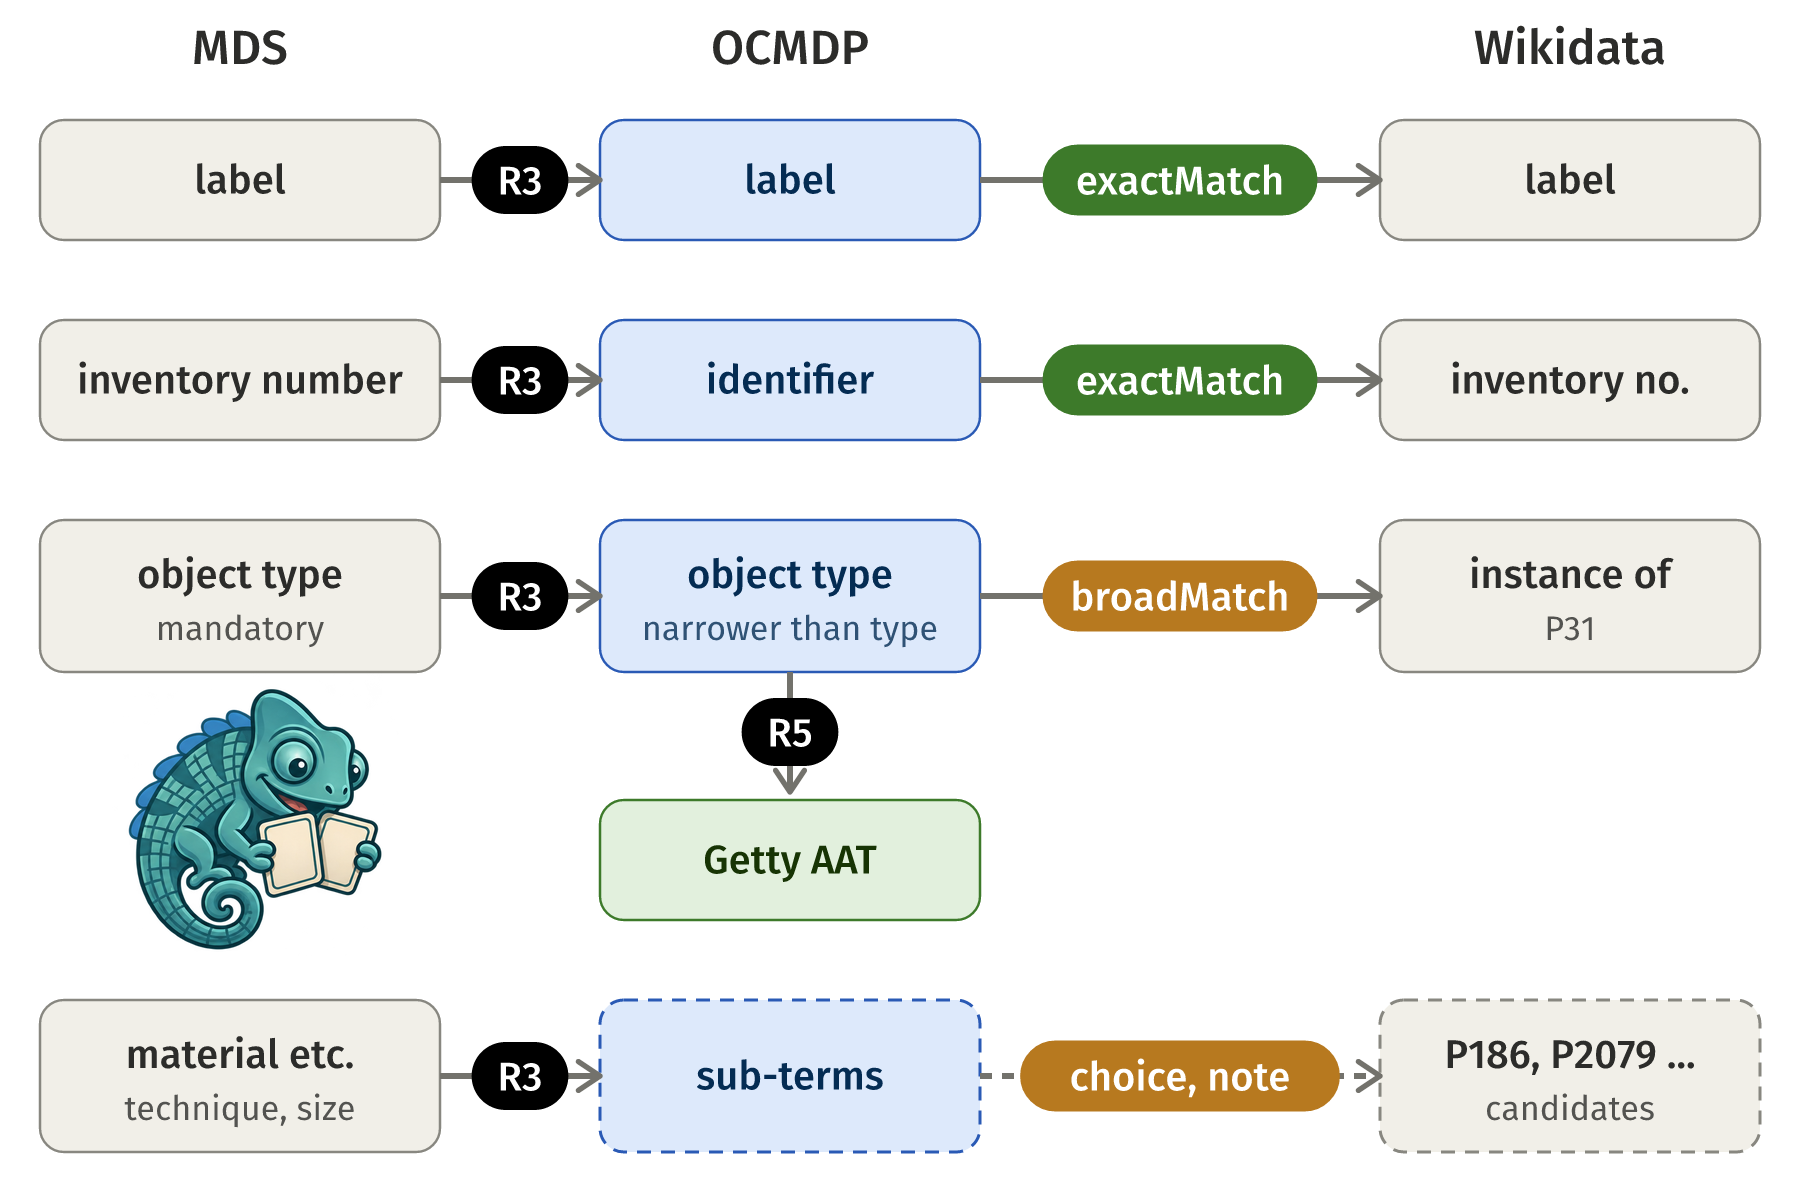 MDS
OCMDP
Wikidata
label
R3
label
exactMatch
label
inventory number
R3
identifier
exactMatch
inventory no.
object type
mandatory
R3
object type
narrower than type
broadMatch
instance of
P31
R5
Getty AAT
material etc.
technique, size
R3
sub-terms
choice, note
P186, P2079 ...
candidates